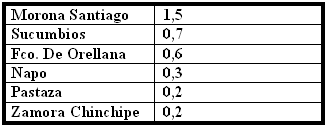 Morona Santiago 1,5
Sucumbios 0,7
Fco. De Orellana 0,6
Napo 0,3
Pastaza 0,2
Zamora Chinchipe 0,2